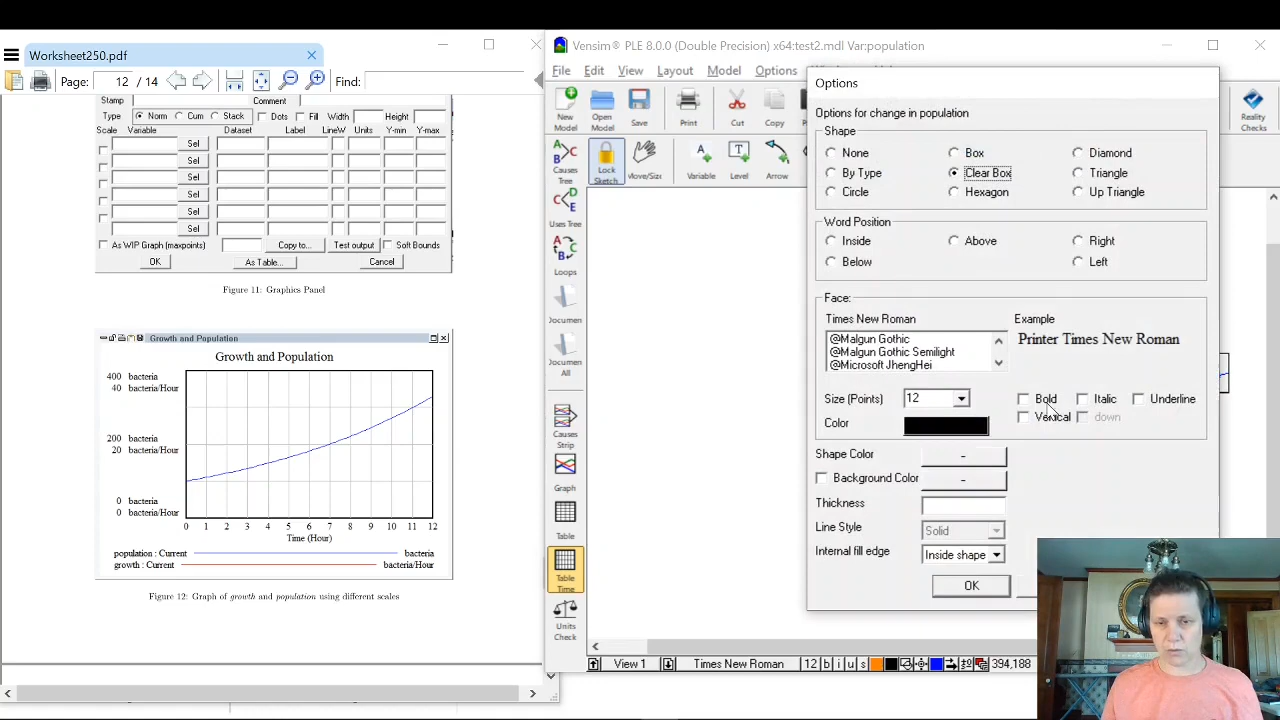 Worksheet250.pdf
Page: 12 / 14 Find:
Stamp Comment
Type Norm Cum Stack Dots Fill Width Height
Scale Variable Dataset Label LineW Units Y-min Y-max
Sel
Sel
Sel
Sel
Sel
Sel
As WIP Graph (maxpoints) Copy to... Test output Soft Bounds
OK As Table... Cancel
Figure 11: Graphics Panel
Growth and Population
Growth and Population
400 bacteria
40 bacteria/Hour
200 bacteria
20 bacteria/Hour
0 bacteria
0 bacteria/Hour
0 1 2 3 4 5 6 7 8 9 10 11 12
Time (Hour)
population : Current bacteria
growth : Current bacteria/Hour
Figure 12: Graph of growth and population using different scales
Vensim® PLE 8.0.0 (Double Precision) x64:test2.mdl Var:population
File Edit View Layout Model Options
New Model
Open Model
Save
Print
Cut
Copy
Reality Checks
Causes Tree
Lock Sketch
Move/Size
Variable
Level
Arrow
Uses Tree
Loops
Documen
Documen All
Causes Strip
Graph
Table
Table Time
Units Check
Options
Options for change in population
Shape
None Box Diamond
By Type Clear Box Triangle
Circle Hexagon Up Triangle
Word Position
Inside Above Right
Below Left
Face:
Times New Roman Example
@Malgun Gothic
@Malgun Gothic Semilight
@Microsoft JhengHei
Printer Times New Roman
Size (Points) 12 Bold Italic Underline
Vertical down
Color
Shape Color -
Background Color -
Thickness
Line Style Solid
Internal fill edge Inside shape
OK
View 1 Times New Roman 12 b i u s 394,188